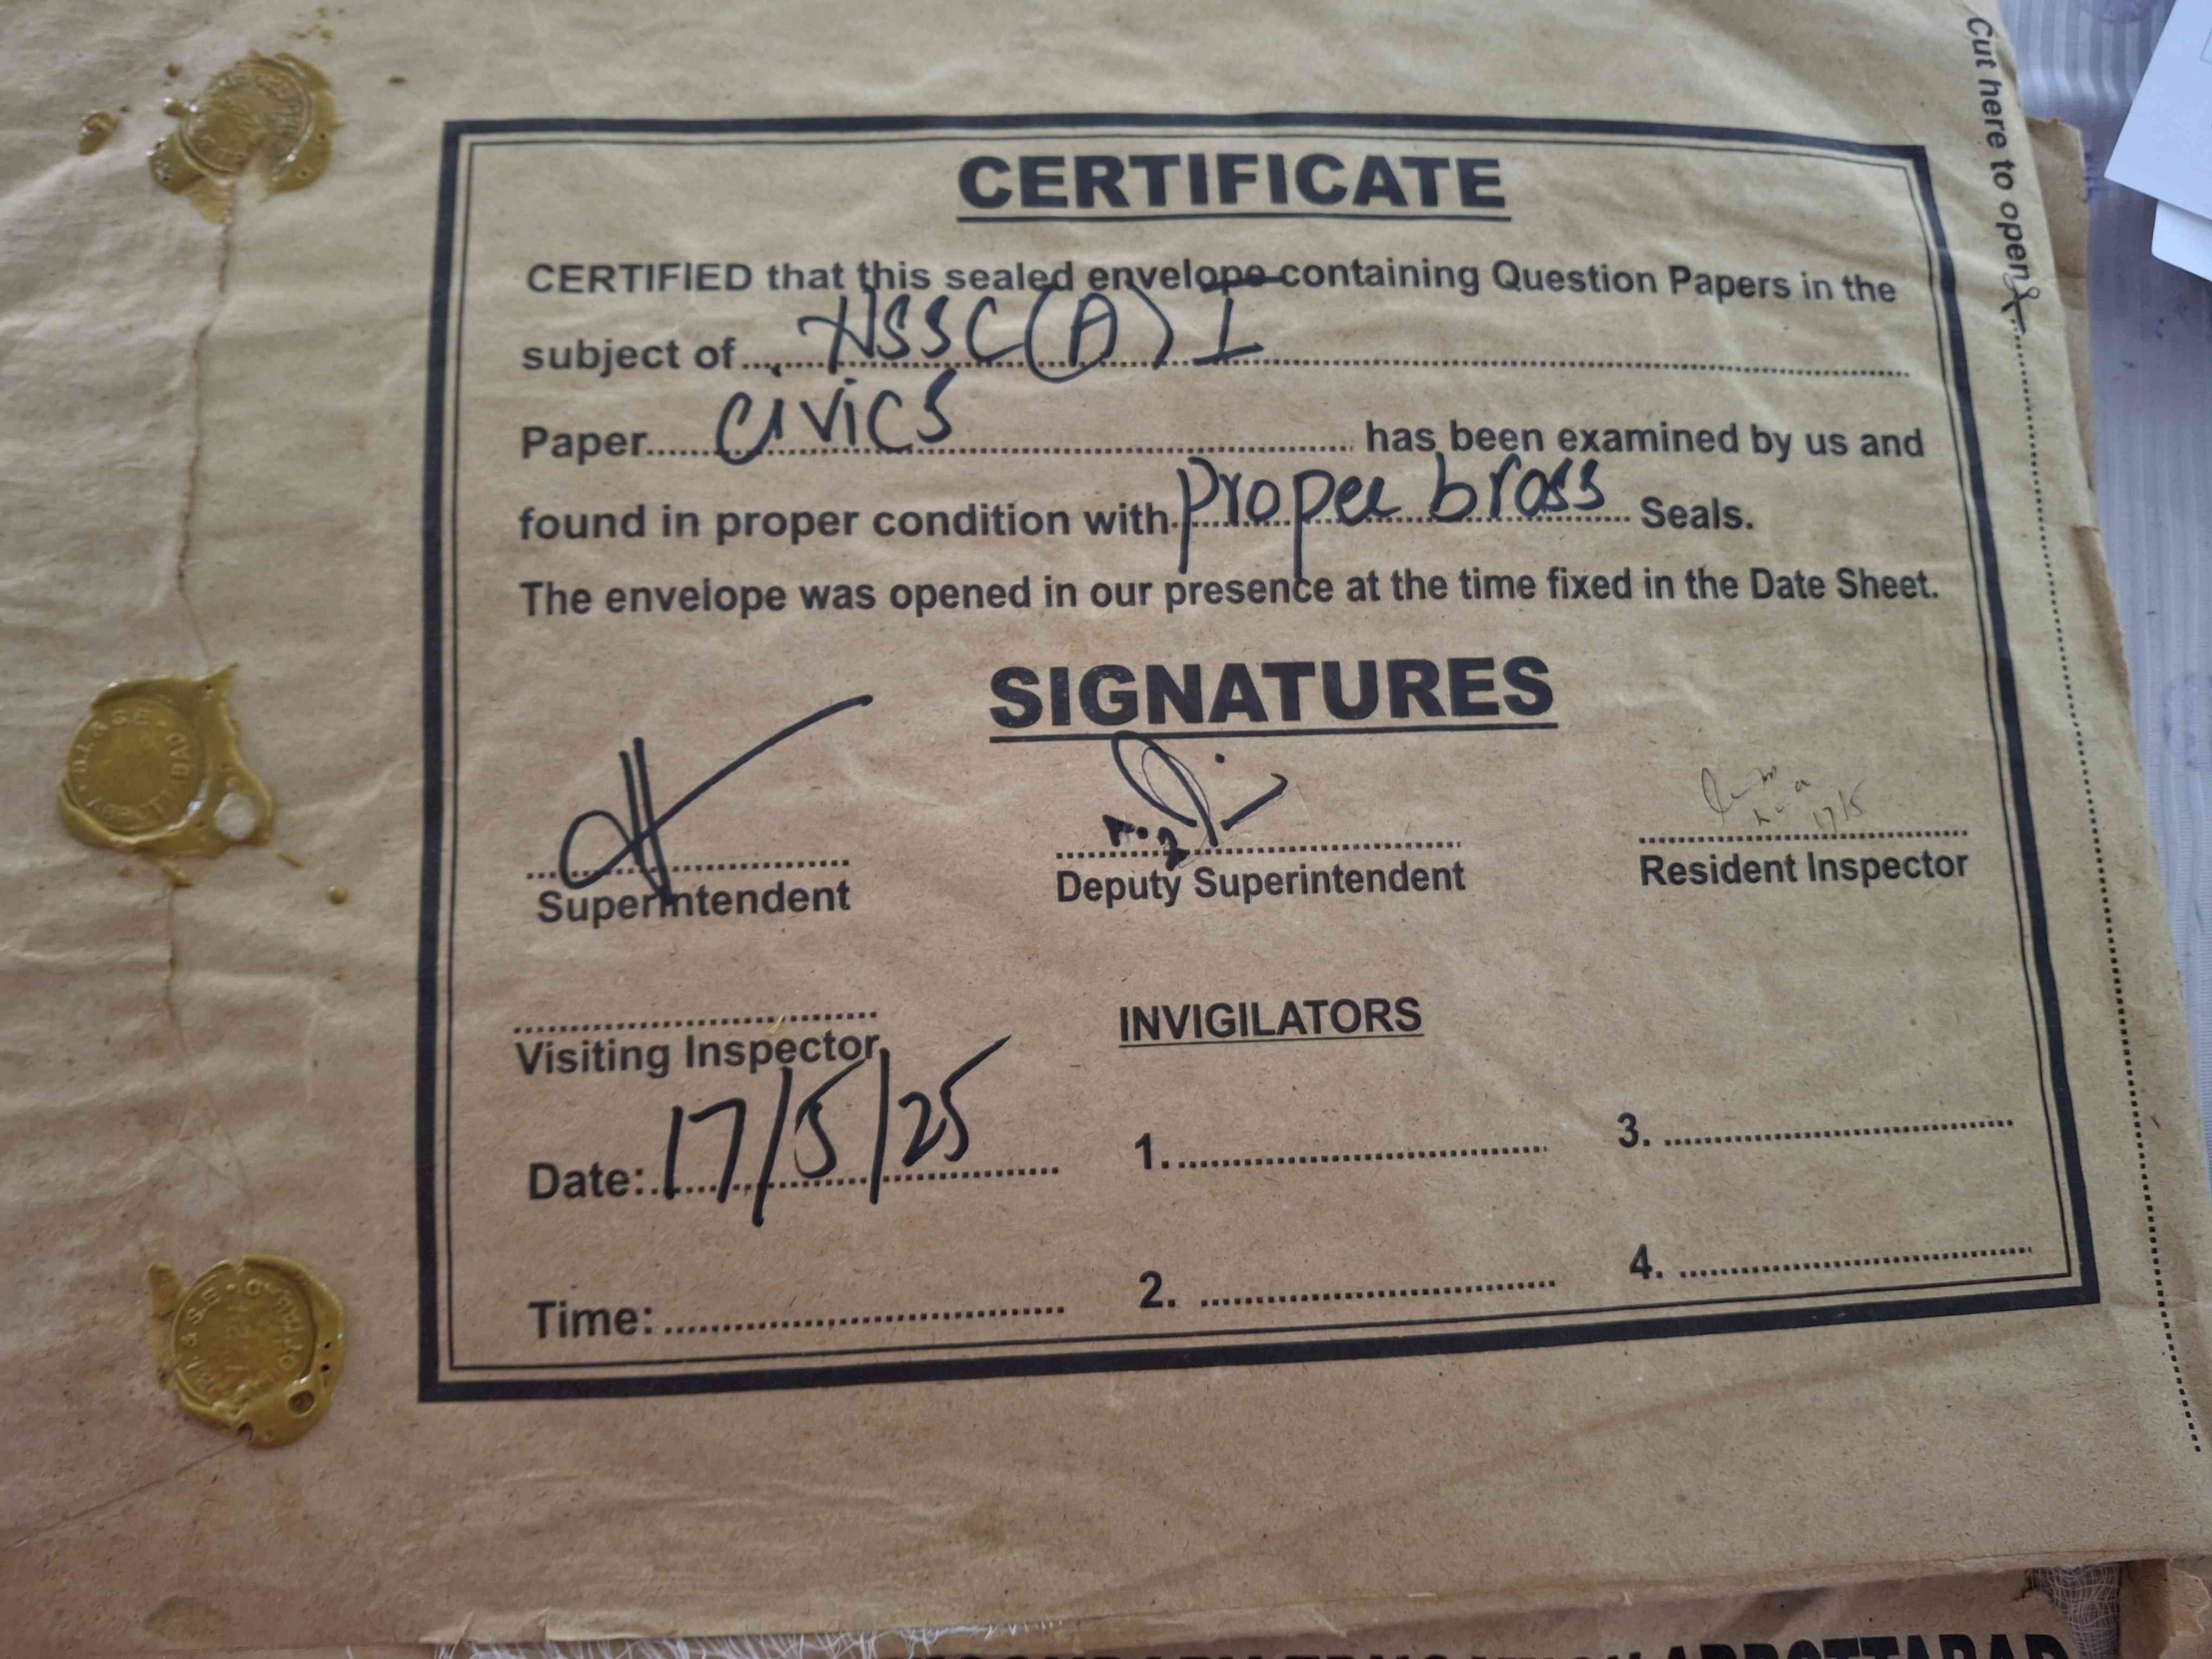 Cut here to open
CERTIFICATE
CERTIFIED that this sealed envelope containing Question Papers in the
subject of HSSC(A) I
Paper Civics has been examined by us and
found in proper condition with Proper brass Seals.
The envelope was opened in our presence at the time fixed in the Date Sheet.
SIGNATURES
Superintendent
Deputy Superintendent
17/5
Resident Inspector
Visiting Inspector
INVIGILATORS
Date: 17/5/25
1.
3.
Time:
2.
4.
ABBOTTABAD